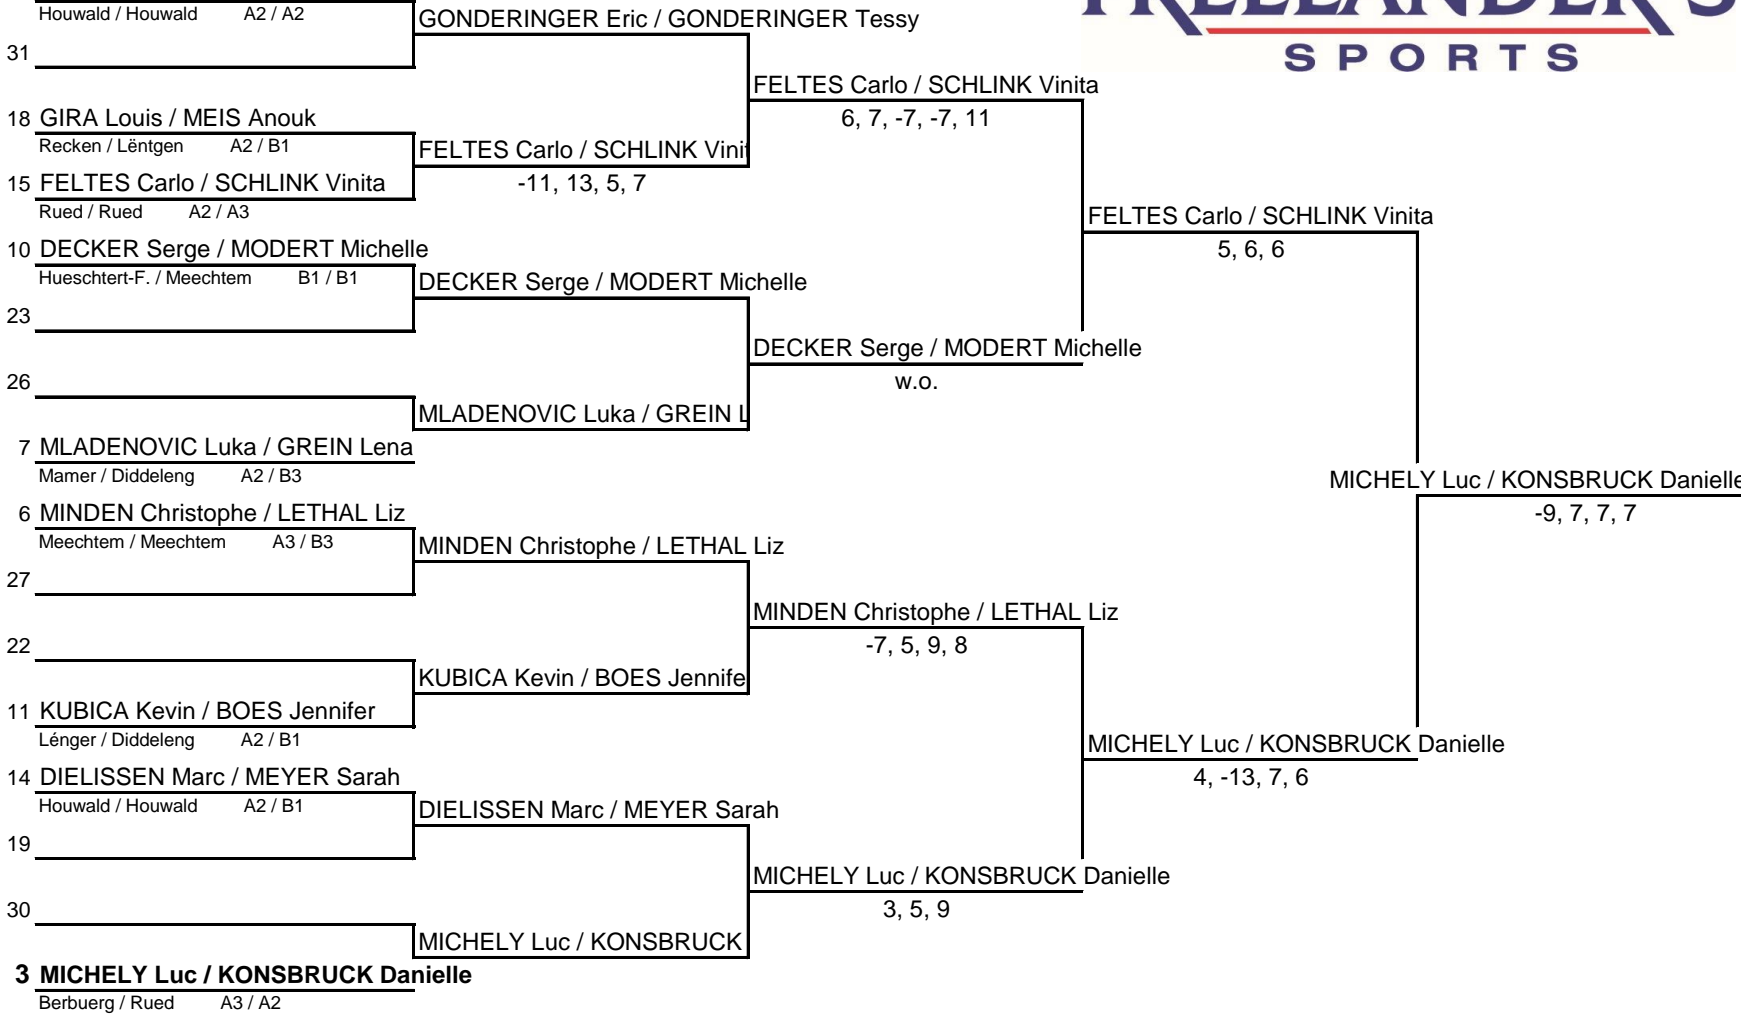 Houwald / Houwald A2 / A2
GONDERINGER Eric / GONDERINGER Tessy
SPORTS
31
FELTES Carlo / SCHLINK Vinita
6, 7, -7, -7, 11
18 GIRA Louis / MEIS Anouk
Recken / Lëntgen A2 / B1
FELTES Carlo / SCHLINK Vinit
-11, 13, 5, 7
15 FELTES Carlo / SCHLINK Vinita
Rued / Rued A2 / A3
FELTES Carlo / SCHLINK Vinita
5, 6, 6
10 DECKER Serge / MODERT Michelle
Hueschtert-F. / Meechtem B1 / B1
DECKER Serge / MODERT Michelle
23
DECKER Serge / MODERT Michelle
w.o.
26
MLADENOVIC Luka / GREIN L
7 MLADENOVIC Luka / GREIN Lena
Mamer / Diddeleng A2 / B3
MICHELY Luc / KONSBRUCK Danielle
-9, 7, 7, 7
6 MINDEN Christophe / LETHAL Liz
Meechtem / Meechtem A3 / B3
MINDEN Christophe / LETHAL Liz
27
MINDEN Christophe / LETHAL Liz
-7, 5, 9, 8
22
KUBICA Kevin / BOES Jennife
11 KUBICA Kevin / BOES Jennifer
Lénger / Diddeleng A2 / B1
MICHELY Luc / KONSBRUCK Danielle
4, -13, 7, 6
14 DIELISSEN Marc / MEYER Sarah
Houwald / Houwald A2 / B1
DIELISSEN Marc / MEYER Sarah
19
MICHELY Luc / KONSBRUCK Danielle
3, 5, 9
30
MICHELY Luc / KONSBRUCK
3 MICHELY Luc / KONSBRUCK Danielle
Berbuerg / Rued A3 / A2